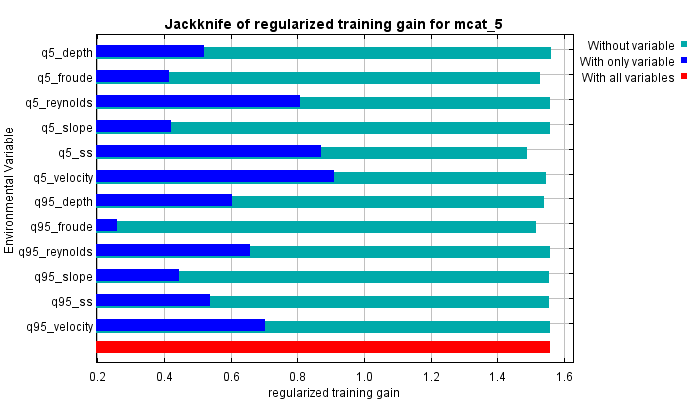 Jackknife of regularized training gain for mcat_5
Without variable
With only variable
With all variables
Environmental Variable
q5_depth
q5_froude
q5_reynolds
q5_slope
q5_ss
q5_velocity
q95_depth
q95_froude
q95_reynolds
q95_slope
q95_ss
q95_velocity
0.2 0.4 0.6 0.8 1.0 1.2 1.4 1.6
regularized training gain